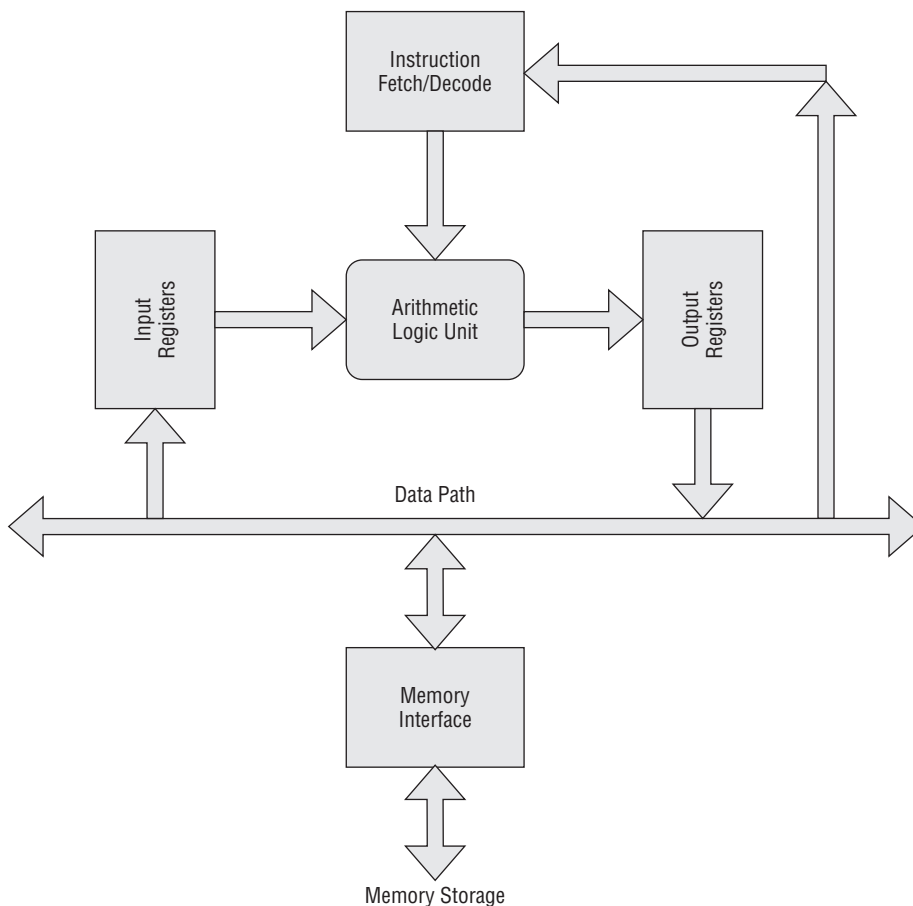 Instruction
Fetch/Decode
Input
Registers
Arithmetic
Logic Unit
Output
Registers
Data Path
Memory
Interface
Memory Storage